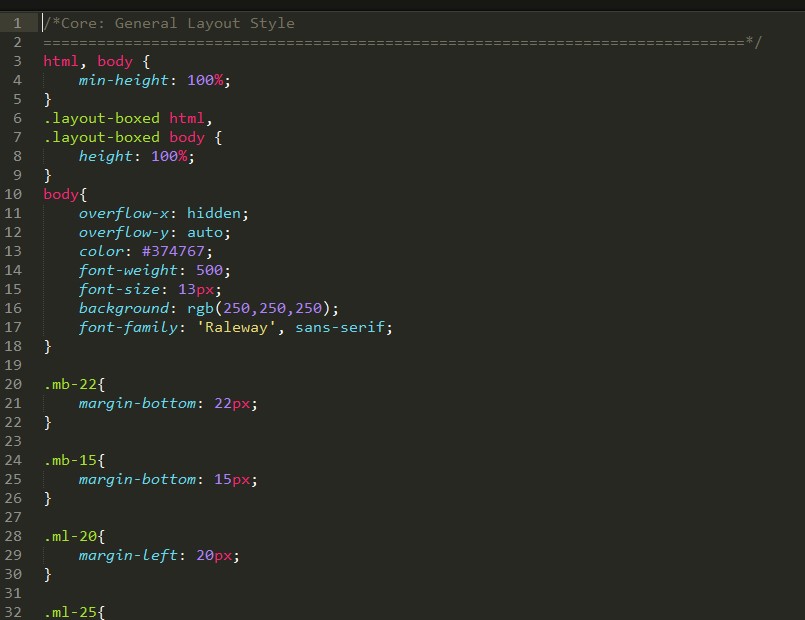 1 /*Core: General Layout Style
2 ==============================================================================*/
3 html, body {
4     min-height: 100%;
5 }
6 .layout-boxed html,
7 .layout-boxed body {
8     height: 100%;
9 }
10 body{
11     overflow-x: hidden;
12     overflow-y: auto;
13     color: #374767;
14     font-weight: 500;
15     font-size: 13px;
16     background: rgb(250,250,250);
17     font-family: 'Raleway', sans-serif;
18 }
19
20 .mb-22{
21     margin-bottom: 22px;
22 }
23
24 .mb-15{
25     margin-bottom: 15px;
26 }
27
28 .ml-20{
29     margin-left: 20px;
30 }
31
32 .ml-25{